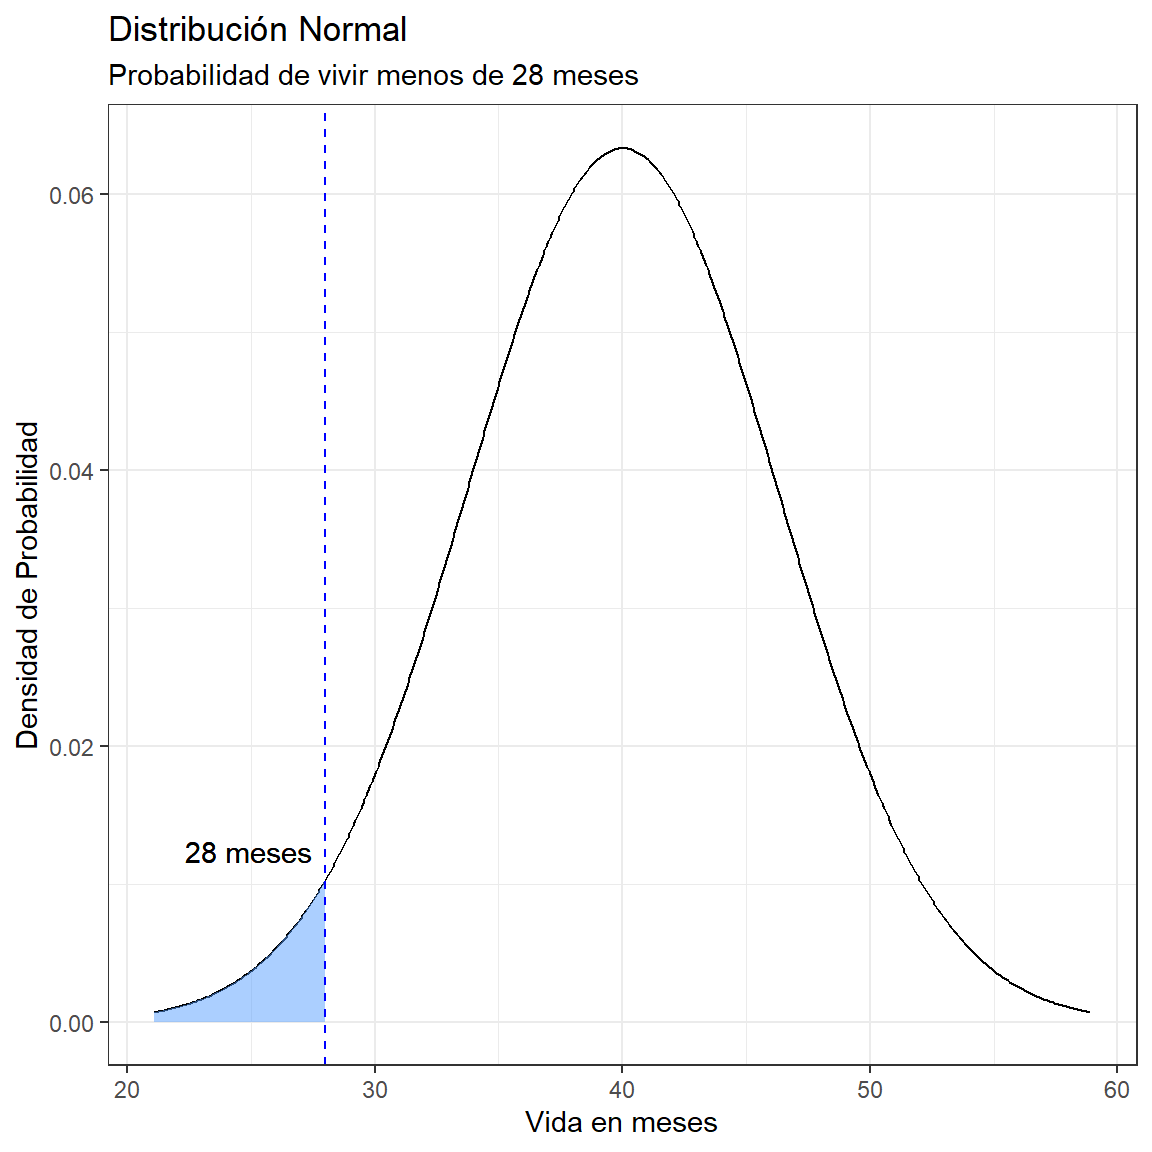 Distribución Normal
Probabilidad de vivir menos de 28 meses
Densidad de Probabilidad
0.06
0.04
0.02
0.00
28 meses
20 30 40 50 60
Vida en meses